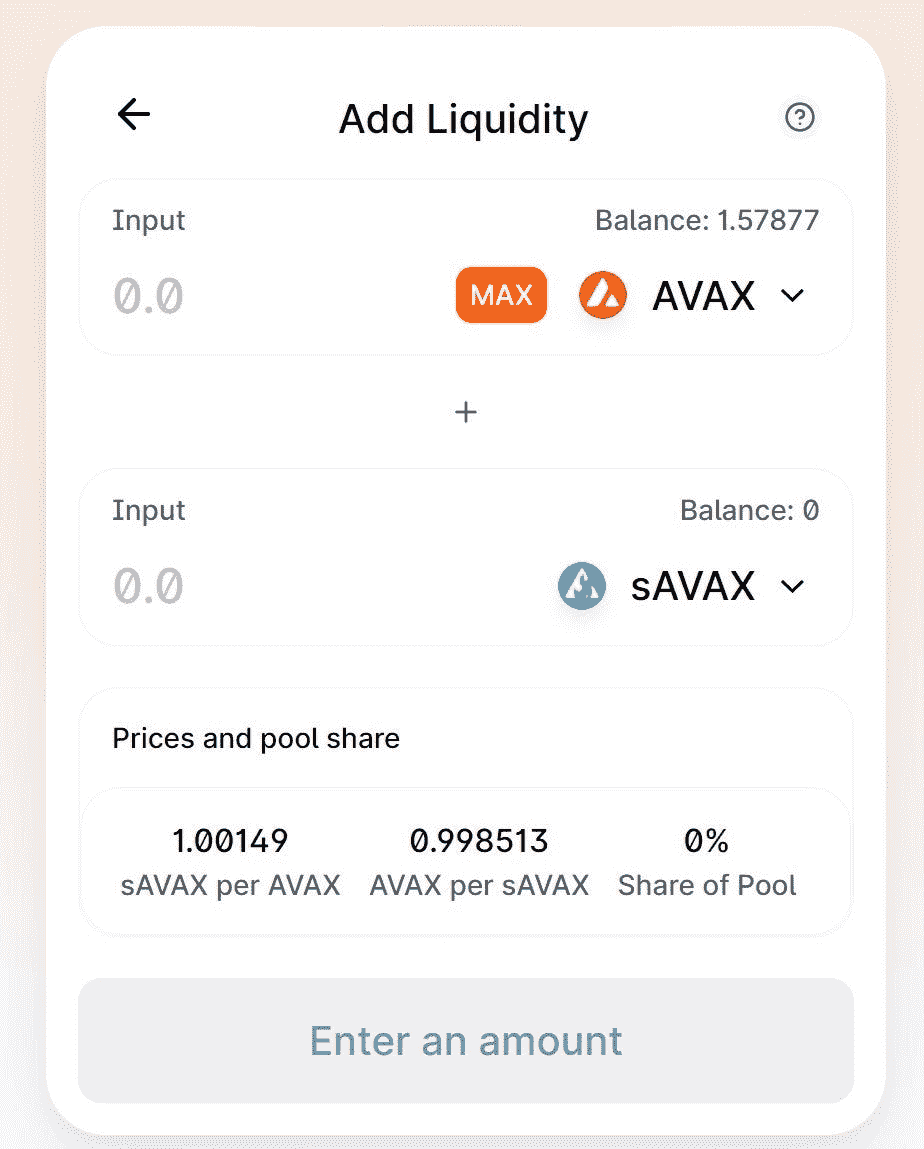 Add Liquidity
Input Balance: 1.57877
0.0 MAX AVAX
+
Input Balance: 0
0.0 sAVAX
Prices and pool share
1.00149 0.998513 0%
sAVAX per AVAX AVAX per sAVAX Share of Pool
Enter an amount